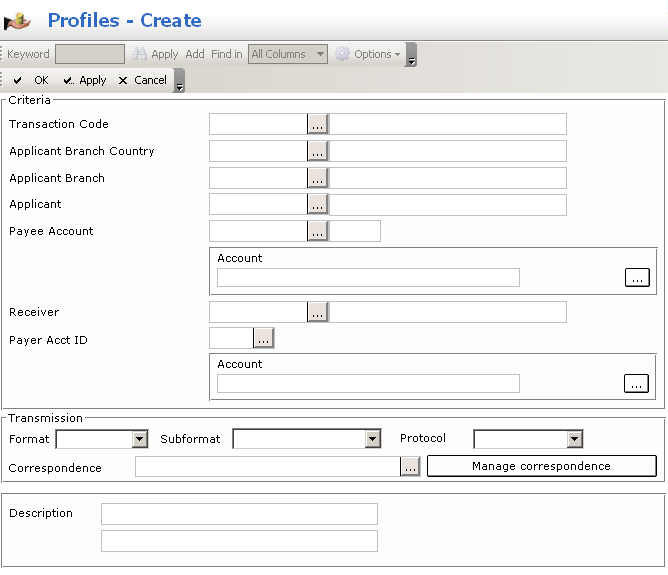 Profiles - Create
Keyword Apply Add Find in All Columns Options
OK Apply Cancel
Criteria
Transaction Code ...
Applicant Branch Country ...
Applicant Branch ...
Applicant ...
Payee Account ...
Account
...
Receiver ...
Payer Acct ID ...
Account
...
Transmission
Format Subformat Protocol
Correspondence ... Manage correspondence
Description